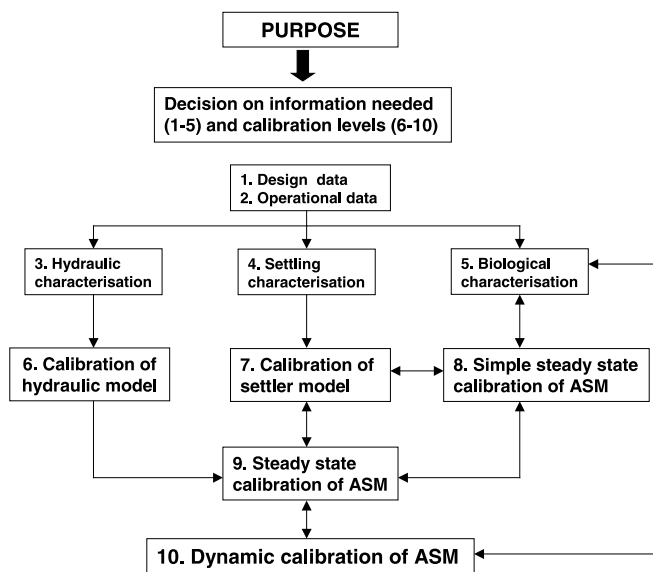 PURPOSE
Decision on information needed
(1-5) and calibration levels (6-10)
1. Design data
2. Operational data
3. Hydraulic
characterisation
4. Settling
characterisation
5. Biological
characterisation
6. Calibration of
hydraulic model
7. Calibration of
settler model
8. Simple steady state
calibration of ASM
9. Steady state
calibration of ASM
10. Dynamic calibration of ASM